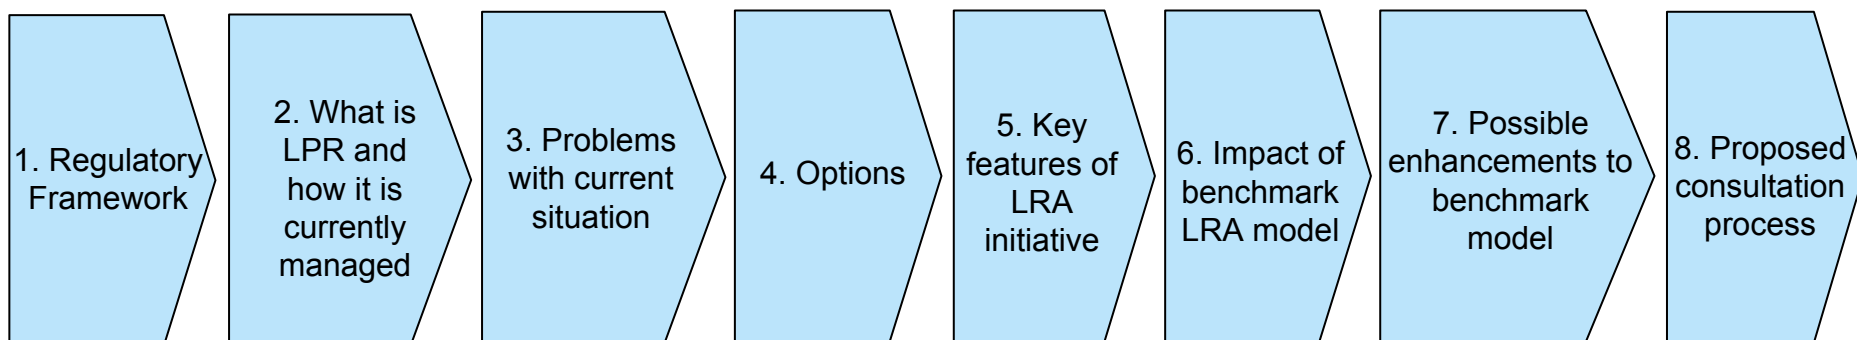 1. Regulatory
Framework
2. What is
LPR and
how it is
currently
managed
3. Problems
with current
situation
4. Options
5. Key
features of
LRA
initiative
6. Impact of
benchmark
LRA model
7. Possible
enhancements to
benchmark
model
8. Proposed
consultation
process